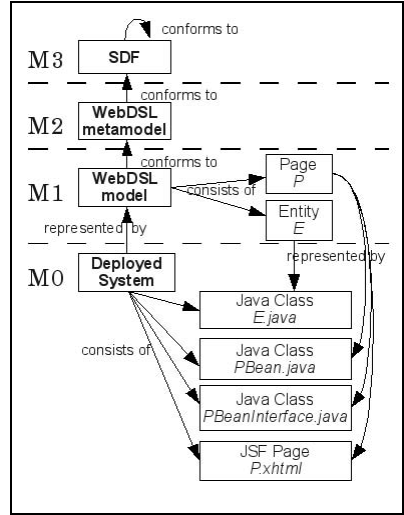 conforms to
M3
SDF
conforms to
M2
WebDSL
metamodel
conforms to
M1
WebDSL
model
consists of
Page
P
Entity
E
represented by
represented by
M0
Deployed
System
Java Class
E.java
consists of
Java Class
PBean.java
Java Class
PBeanInterface.java
JSF Page
P.xhtml